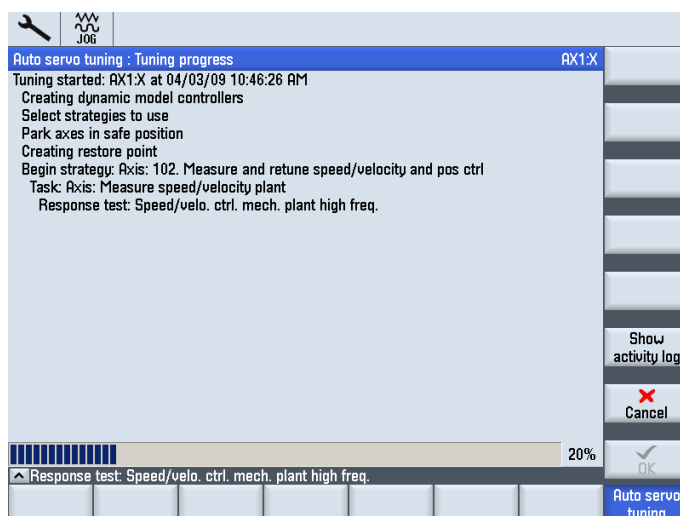 JOG
Auto servo tuning : Tuning progress AX1:X
Tuning started: AX1:X at 04/03/09 10:46:26 AM
Creating dynamic model controllers
Select strategies to use
Park axes in safe position
Creating restore point
Begin strategy: Axis: 102. Measure and retune speed/velocity and pos ctrl
Task: Axis: Measure speed/velocity plant
Response test: Speed/velo. ctrl. mech. plant high freq.
Show
activity log
Cancel
20%
OK
Response test: Speed/velo. ctrl. mech. plant high freq.
Auto servo
tuning